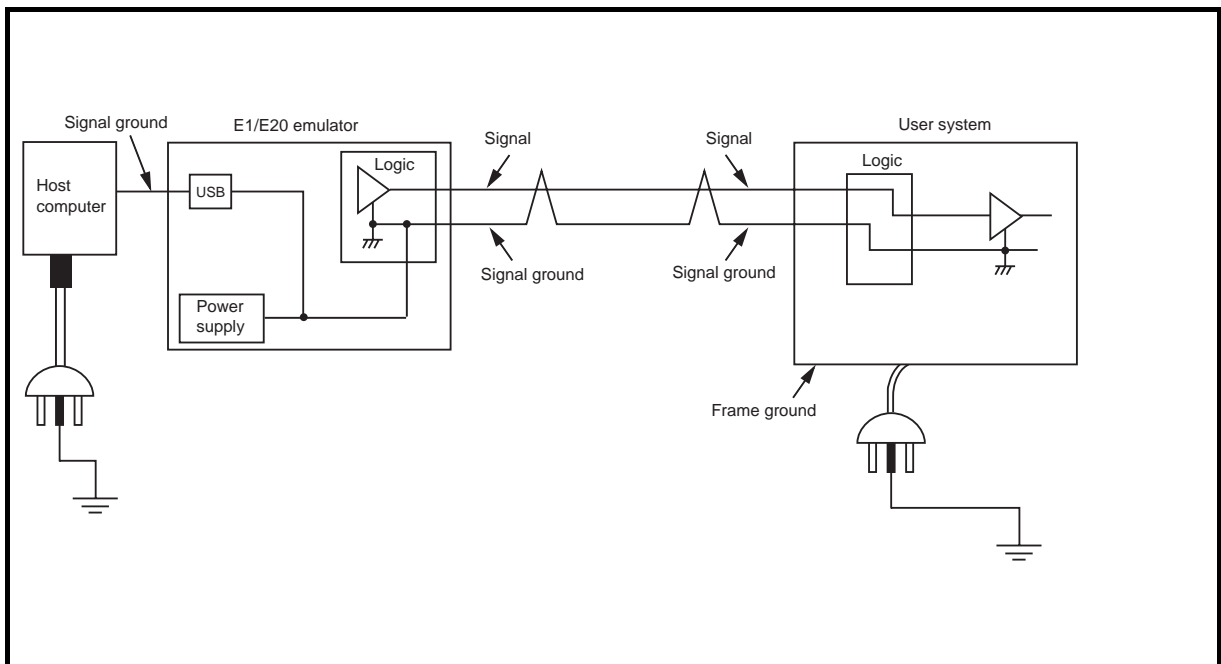 Signal ground
E1/E20 emulator
Signal
Signal
User system
Host
computer
USB
Logic
Logic
Signal ground
Signal ground
Power
supply
Frame ground